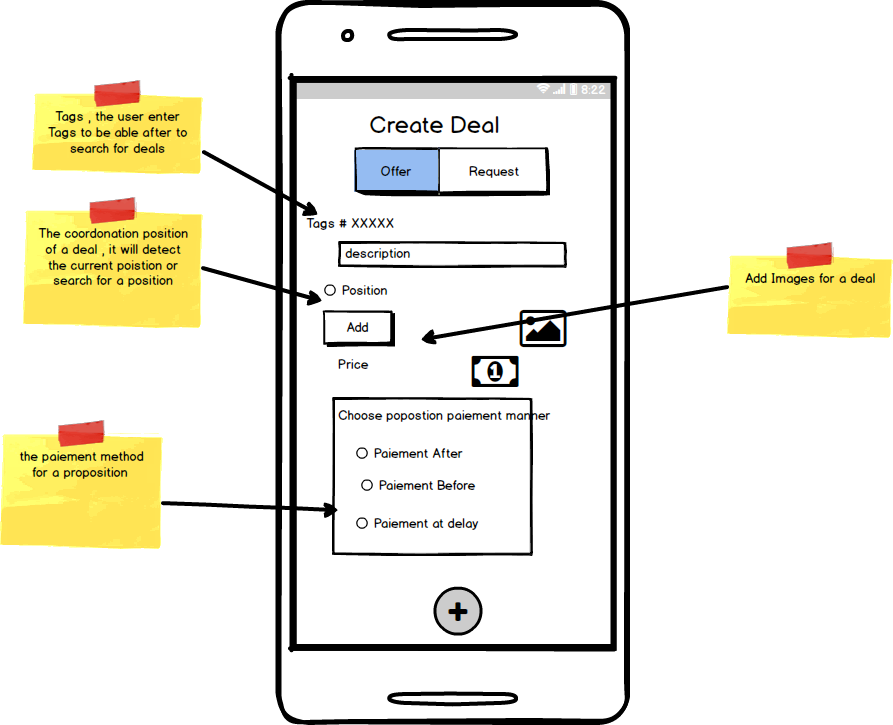 8:22
Create Deal
Offer
Request
Tags # XXXXX
description
Position
Add
Price
1
Choose popostion paiement manner
Paiement After
Paiement Before
Paiement at delay
+
Tags , the user enter
Tags to be able after to
search for deals
The coordonation position
of a deal , it will detect
the current poistion or
search for a position
the paiement method
for a proposition
Add Images for a deal